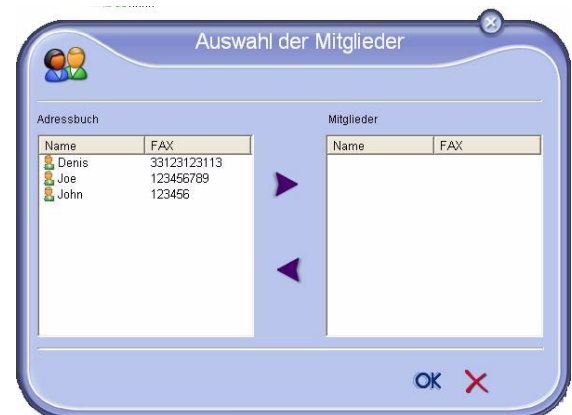 Auswahl der Mitglieder
Adressbuch
Mitglieder
Name FAX
Name FAX
Denis 33123123113
Joe 123456789
John 123456
OK